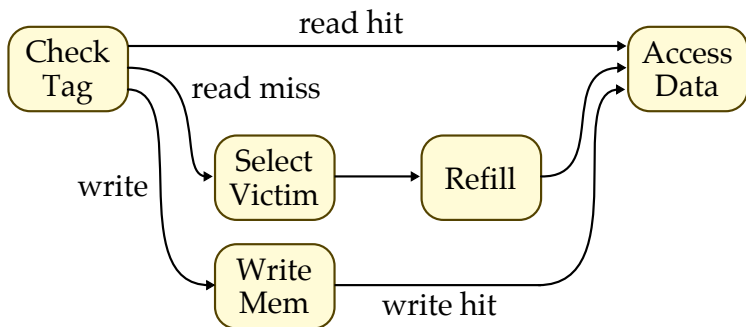 Check
Tag
read hit
Access
Data
read miss
write
Select
Victim
Refill
Write
Mem
write hit